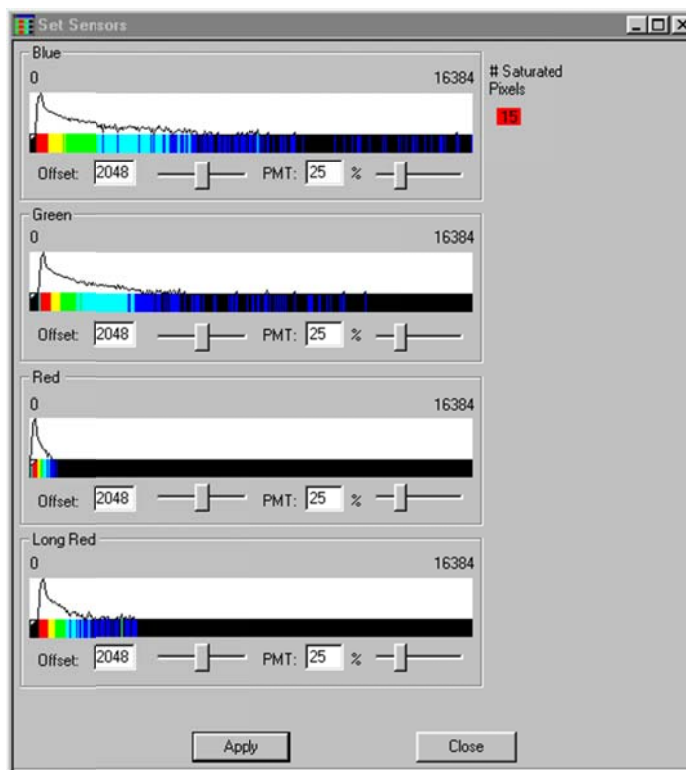 Set Sensors
Blue
0 16384
# Saturated
Pixels
15
Offset: 2048 PMT: 25 %
Green
0 16384
Offset: 2048 PMT: 25 %
Red
0 16384
Offset: 2048 PMT: 25 %
Long Red
0 16384
Offset: 2048 PMT: 25 %
Apply Close